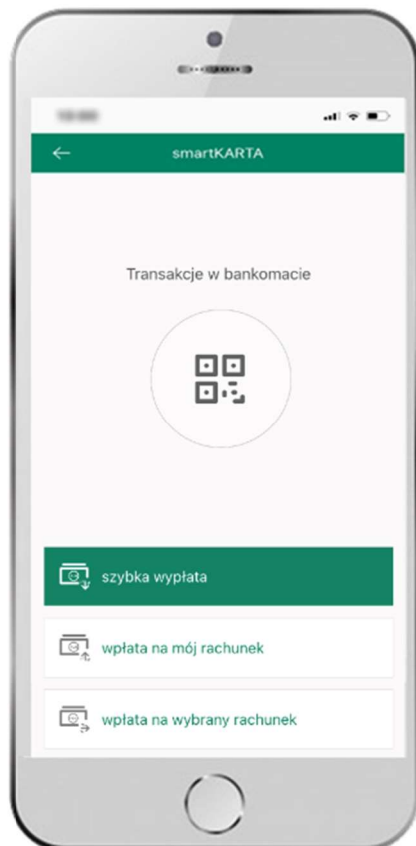 smartKARTA
Transakcje w bankomacie
szybka wypłata
wpłata na mój rachunek
wpłata na wybrany rachunek